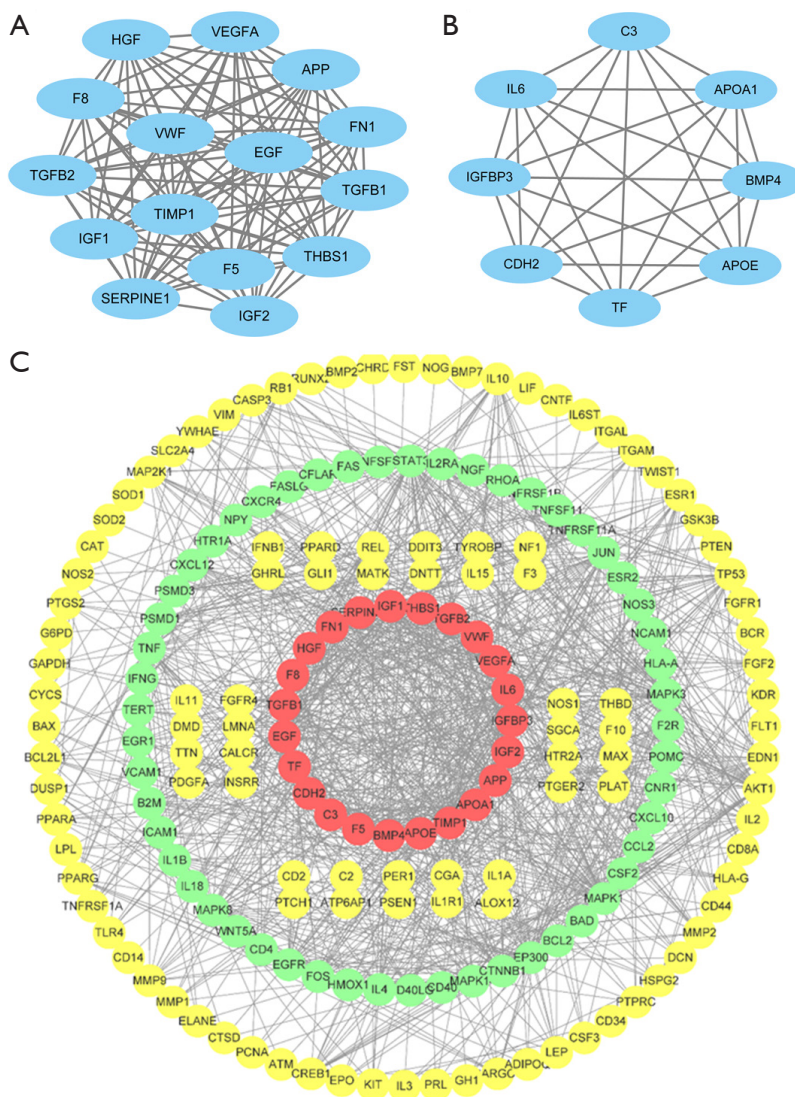 A
HGF
VEGFA
APP
F8
VWF
FN1
EGF
TGFB2
TGFB1
TIMP1
IGF1
F5
THBS1
SERPINE1
IGF2
B
C3
IL6
APOA1
IGFBP3
BMP4
CDH2
APOE
TF
C
RB1
RUNX2
BMP2
CHRD
FST
NOG
BMP7
IL10
LIF
CNTF
IL6ST
ITGAL
ITGAM
TWIST1
ESR1
GSK3B
PTEN
TP53
FGFR1
BCR
FGF2
KDR
FLT1
EDN1
AKT1
IL2
CD8A
HLA-G
CD44
MMP2
DCN
HSPG2
PTPRC
CD34
CSF3
LEP
ADIPOQ
ARGC
GH1
PRL
IL3
KIT
EPO
CREB1
ATM
PCNA
CTSD
ELANE
MMP1
MMP9
CD14
TLR4
TNFRSF1A
PPARG
LPL
PPARA
DUSP1
BCL2L1
BAX
CYCS
GAPDH
G6PD
PTGS2
NOS2
CAT
SOD2
SOD1
MAP2K1
SLC2A4
YWHAE
VIM
CASP3
STAT3
IL2RA
NGF
RHOA
TNFRSF1B
TNFSF11
TNFRSF11A
JUN
ESR2
NOS3
NCAM1
HLA-A
MAPK3
F2R
POMC
CNR1
CXCL10
CCL2
CSF2
MAPK1
BAD
BCL2
EP300
CTNNB1
MAPK1
CD40
D40LG
IL4
HMOX1
FOS
EGFR
CD4
WNT5A
MAPK8
IL18
IL1B
ICAM1
B2M
VCAM1
EGR1
TERT
IFNG
TNF
PSMD1
PSMD3
CXCL12
HTR1A
NPY
CXCR4
FASLG
CFLAR
FAS
NFSF
IFNB1 PPARD REL DDIT3 TYROBP NF1
GHRL GLI1 MATK DNTT IL15 F3
SERPIN
IGF1
THBS1
TGFB2
VWF
VEGFA
IL6
IGFBP3
IGF2
APP
APOA1
TIMP1
APOE
BMP4
F5
C3
CDH2
TF
EGF
TGFB1
F8
HGF
FN1
IL11 FGFR4
DMD LMNA
TTN CALCR
PDGFA INSRR
NOS1 THBD
SGCA F10
HTR2A MAX
PTGER2 PLAT
CD2 C2 PER1 CGA IL1A
PTCH1 ATP6AP1 PSEN1 IL1R1 ALOX12